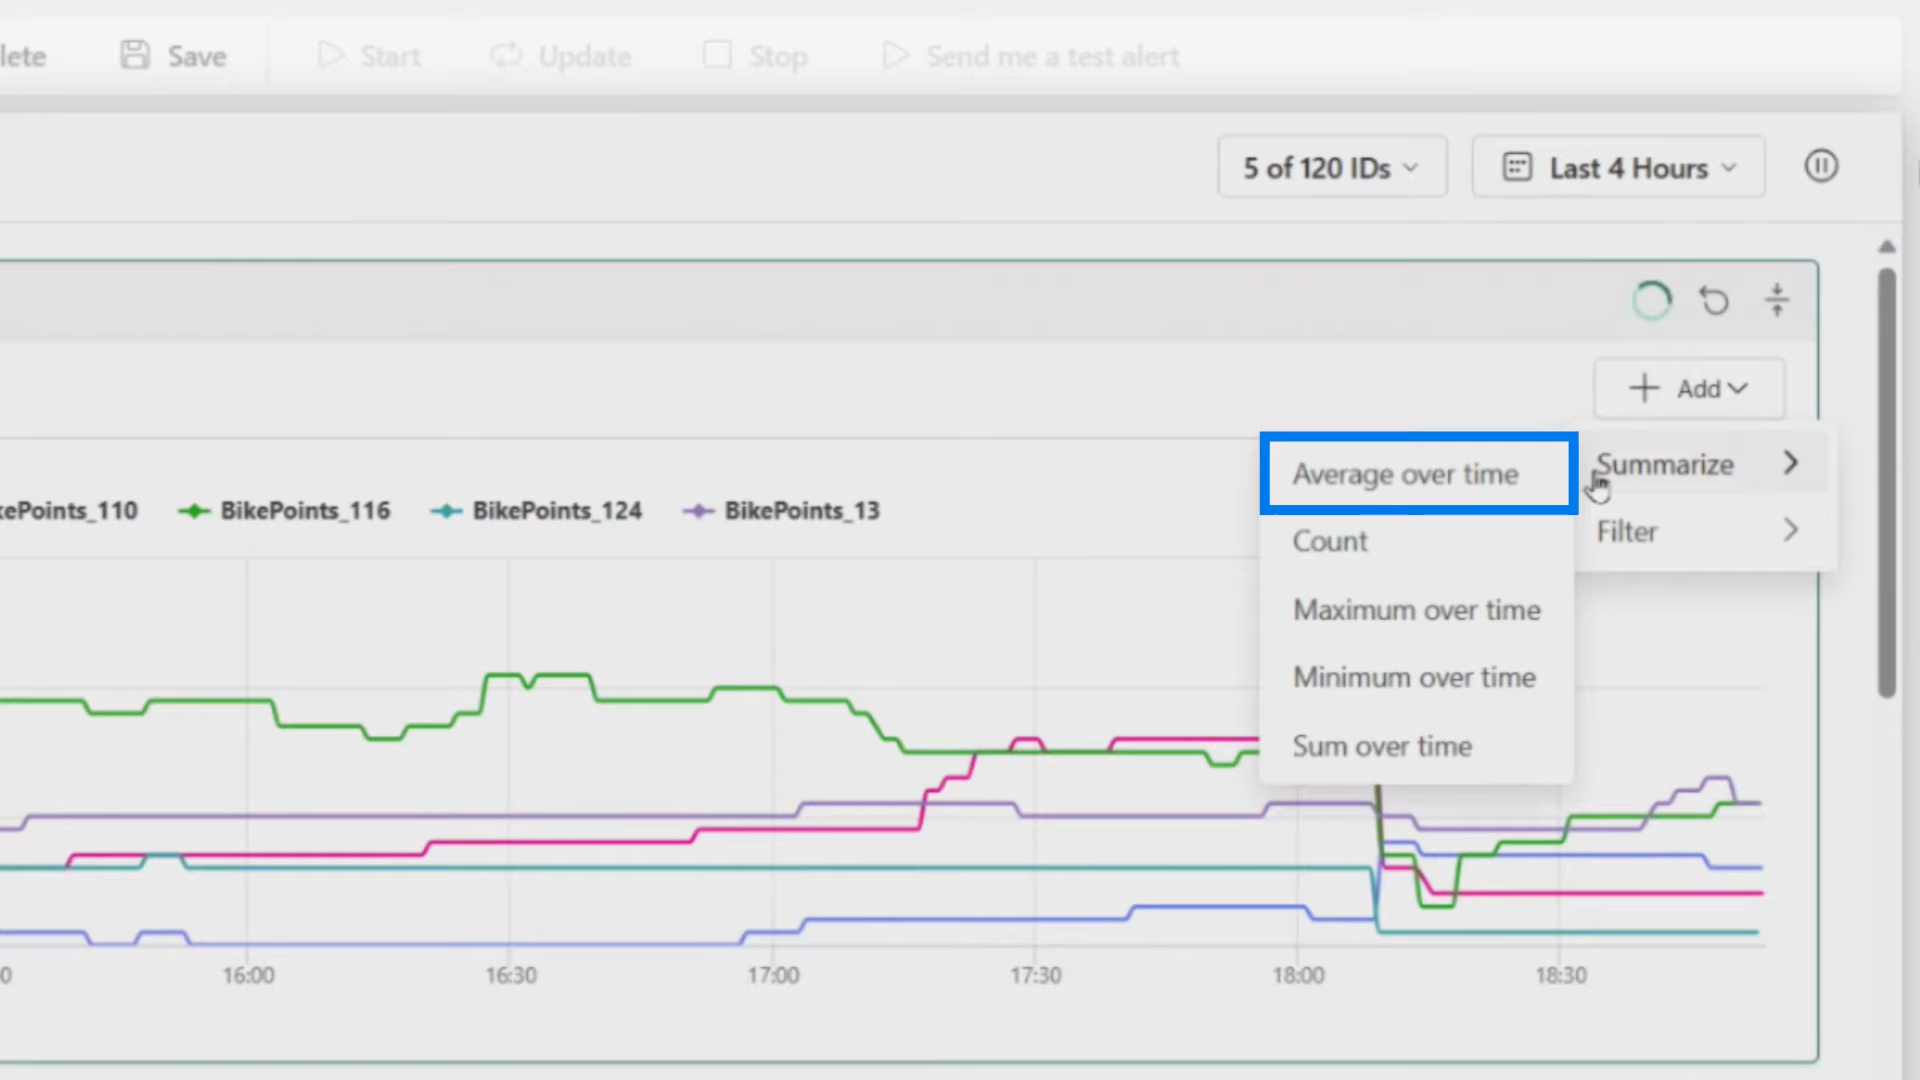 lete Save Start Update Stop Send me a test alert
5 of 120 IDs Last 4 Hours
Add
Summarize
Filter
Average over time
Count
Maximum over time
Minimum over time
Sum over time
ePoints_110 BikePoints_116 BikePoints_124 BikePoints_13
0 16:00 16:30 17:00 17:30 18:00 18:30